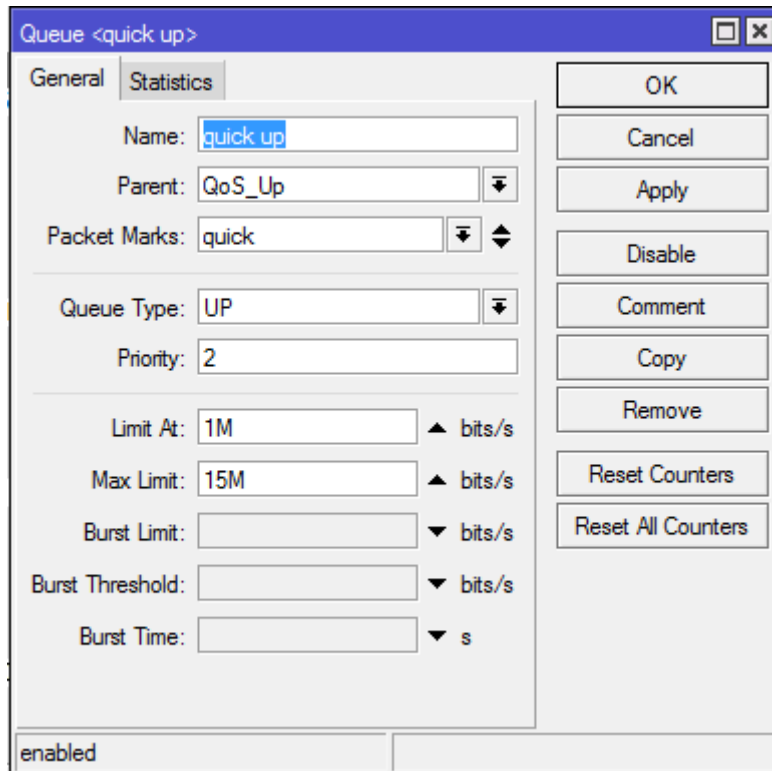 Queue <quick up>
General
Statistics
Name: quick up
Parent: QoS_Up
Packet Marks: quick
Queue Type: UP
Priority: 2
Limit At: 1M bits/s
Max Limit: 15M bits/s
Burst Limit: bits/s
Burst Threshold: bits/s
Burst Time: s
OK
Cancel
Apply
Disable
Comment
Copy
Remove
Reset Counters
Reset All Counters
enabled